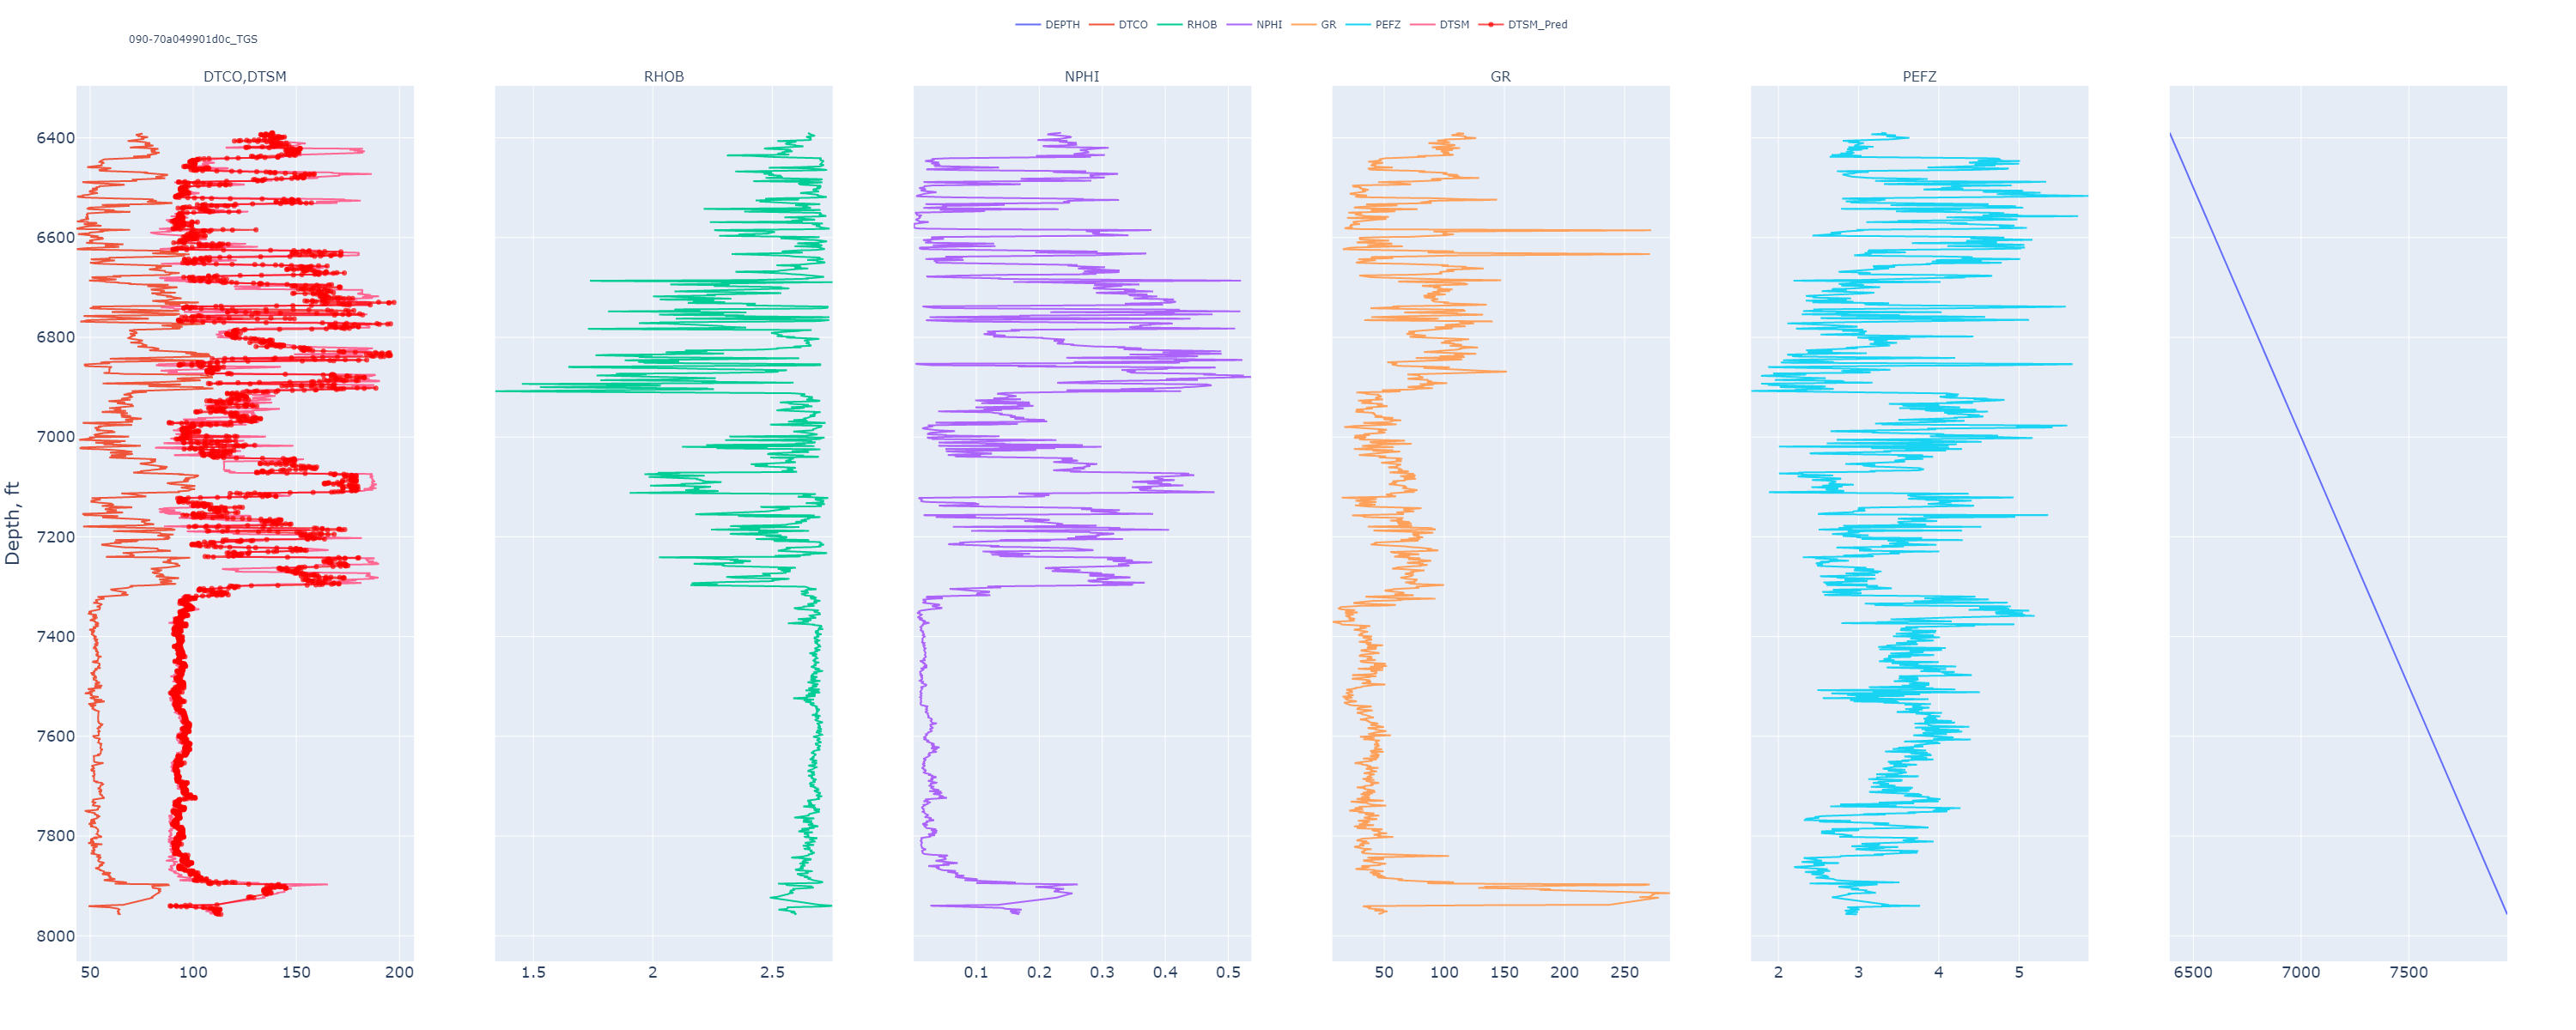 DEPTH DTCO RHOB NPHI GR PEFZ DTSM DTSM_Pred
090-70a049901d0c_TGS
DTCO,DTSM RHOB NPHI GR PEFZ
Depth, ft
6400
6600
6800
7000
7200
7400
7600
7800
8000
50 100 150 200 1.5 2 2.5 0.1 0.2 0.3 0.4 0.5 50 100 150 200 250 2 3 4 5 6500 7000 7500